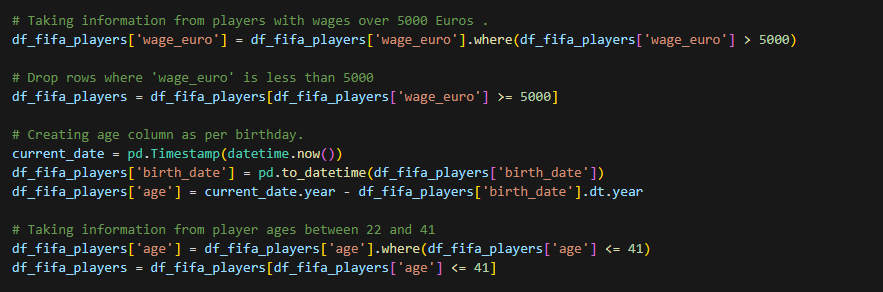 # Taking information from players with wages over 5000 Euros .
df_fifa_players['wage_euro'] = df_fifa_players['wage_euro'].where(df_fifa_players['wage_euro'] > 5000)
# Drop rows where 'wage_euro' is less than 5000
df_fifa_players = df_fifa_players[df_fifa_players['wage_euro'] >= 5000]
# Creating age column as per birthday.
current_date = pd.Timestamp(datetime.now())
df_fifa_players['birth_date'] = pd.to_datetime(df_fifa_players['birth_date'])
df_fifa_players['age'] = current_date.year - df_fifa_players['birth_date'].dt.year
# Taking information from player ages between 22 and 41
df_fifa_players['age'] = df_fifa_players['age'].where(df_fifa_players['age'] <= 41)
df_fifa_players = df_fifa_players[df_fifa_players['age'] <= 41]